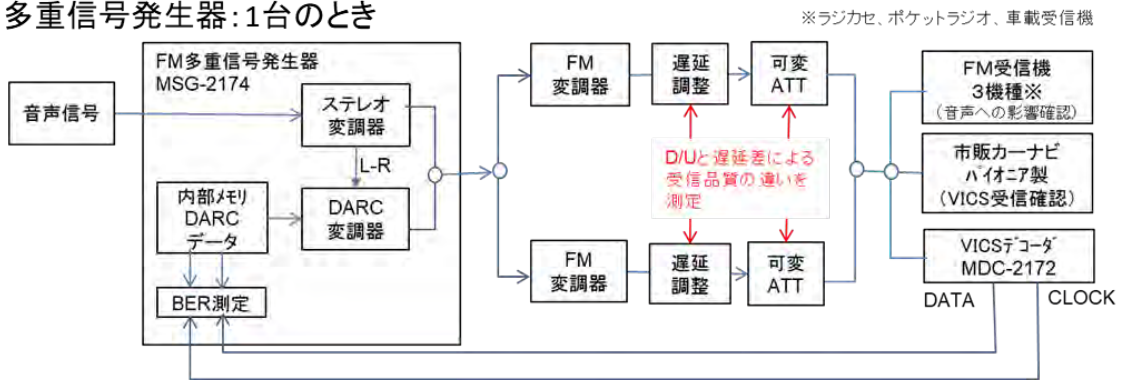 多重信号発生器:1台のとき
※ラジカセ、ポケットラジオ、車載受信機
音声信号
FM多重信号発生器
MSG-2174
ステレオ
変調器
L-R
内部メモリ
DARC
データ
DARC
変調器
BER測定
FM
変調器
遅延
調整
可変
ATT
D/Uと遅延差による
受信品質の違いを
測定
FM
変調器
遅延
調整
可変
ATT
FM受信機
3機種※
(音声への影響確認)
市販カーナビ
パイオニア製
(VICS受信確認)
VICSデコーダ
MDC-2172
DATA
CLOCK